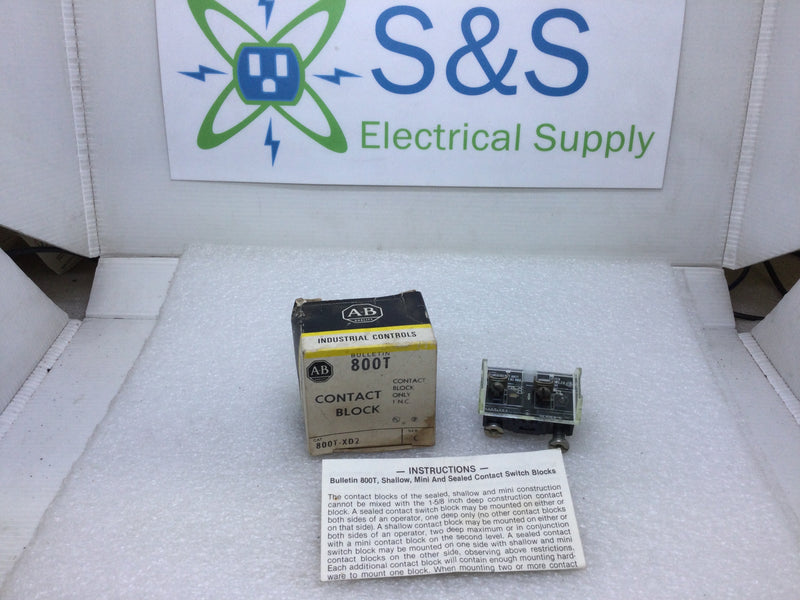 S&S
Electrical Supply
AB
INDUSTRIAL CONTROLS
BULLETIN
800T
AB
CONTACT
BLOCK
CONTACT
BLOCK
ONLY
1 N.C.
CAT.
800T-XD2
C
— INSTRUCTIONS —
Bulletin 800T, Shallow, Mini And Sealed Contact Switch Blocks
The contact blocks of the sealed, shallow and mini construction
cannot be mixed with the 1-5/8 inch deep construction contact
block. A sealed contact switch block may be mounted on either or
both sides of an operator, one deep only (no other contact blocks
on that side). A shallow contact block may be mounted on either or
both sides of an operator, two deep maximum or in conjunction
with a mini contact block on the second level. A sealed contact
switch block may be mounted on one side with shallow and mini
contact blocks on the other side, observing above restrictions.
Each additional contact block will contain enough mounting hard-
ware to mount one block. When mounting two or more contact